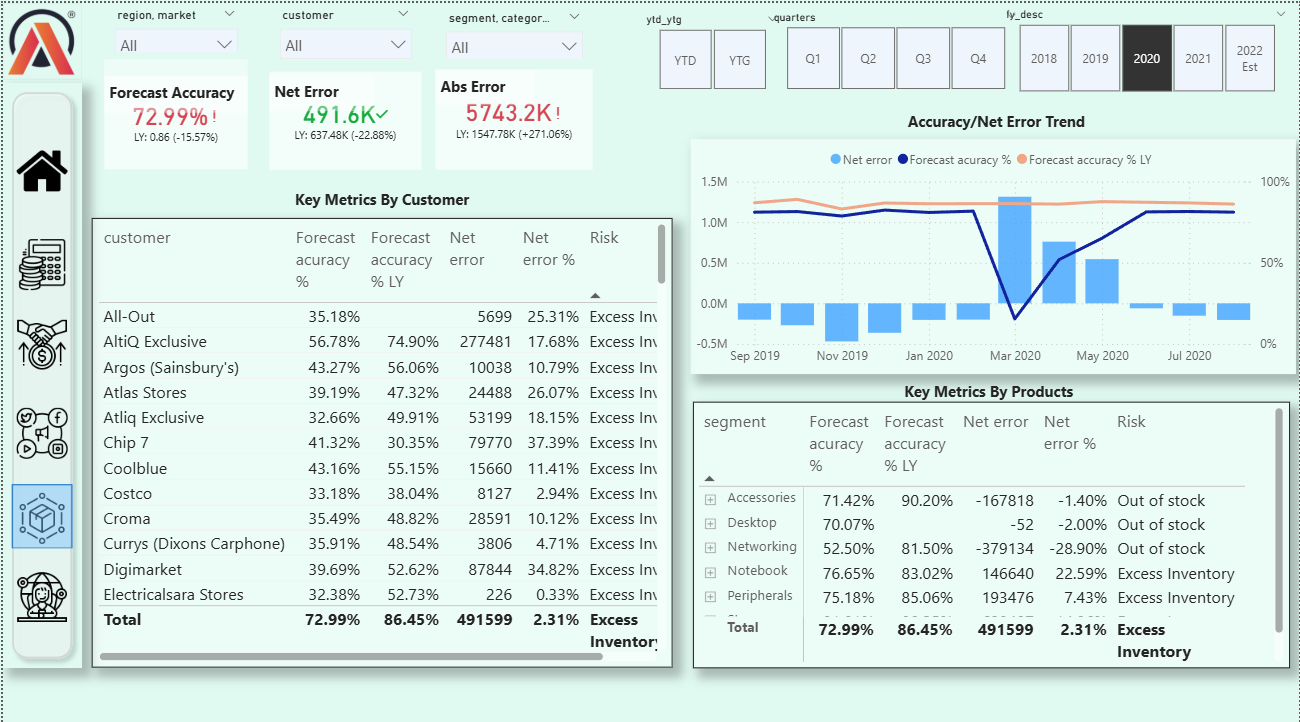 ®
region, market
customer
segment, categor...
All
All
All
ytd_ytg
quarters
fy_desc
YTD
YTG
Q1
Q2
Q3
Q4
2018
2019
2020
2021
2022
Est
Forecast Accuracy
72.99%!
LY: 0.86 (-15.57%)
Net Error
491.6K
LY: 637.48K (-22.88%)
Abs Error
5743.2K!
LY: 1547.78K (+271.06%)
Accuracy/Net Error Trend
Net error
Forecast acuracy %
Forecast accuracy % LY
1.5M
1.0M
0.5M
0.0M
-0.5M
100%
50%
0%
Sep 2019
Nov 2019
Jan 2020
Mar 2020
May 2020
Jul 2020
Key Metrics By Customer
customer
Forecast
acuracy
%
Forecast
accuracy
% LY
Net
error
Net
error %
Risk
All-Out 35.18% 5699 25.31% Excess Inv
AltiQ Exclusive 56.78% 74.90% 277481 17.68% Excess Inv
Argos (Sainsbury's) 43.27% 56.06% 10038 10.79% Excess Inv
Atlas Stores 39.19% 47.32% 24488 26.07% Excess Inv
Atliq Exclusive 32.66% 49.91% 53199 18.15% Excess Inv
Chip 7 41.32% 30.35% 79770 37.39% Excess Inv
Coolblue 43.16% 55.15% 15660 11.41% Excess Inv
Costco 33.18% 38.04% 8127 2.94% Excess Inv
Croma 35.49% 48.82% 28591 10.12% Excess Inv
Currys (Dixons Carphone) 35.91% 48.54% 3806 4.71% Excess Inv
Digimarket 39.69% 52.62% 87844 34.82% Excess Inv
Electricalsara Stores 32.38% 52.73% 226 0.33% Excess Inv
Total 72.99% 86.45% 491599 2.31% Excess
Inventory
Key Metrics By Products
segment
Forecast
acuracy
%
Forecast
accuracy
% LY
Net error
Net
error %
Risk
Accessories 71.42% 90.20% -167818 -1.40% Out of stock
Desktop 70.07% -52 -2.00% Out of stock
Networking 52.50% 81.50% -379134 -28.90% Out of stock
Notebook 76.65% 83.02% 146640 22.59% Excess Inventory
Peripherals 75.18% 85.06% 193476 7.43% Excess Inventory
Total 72.99% 86.45% 491599 2.31% Excess
Inventory